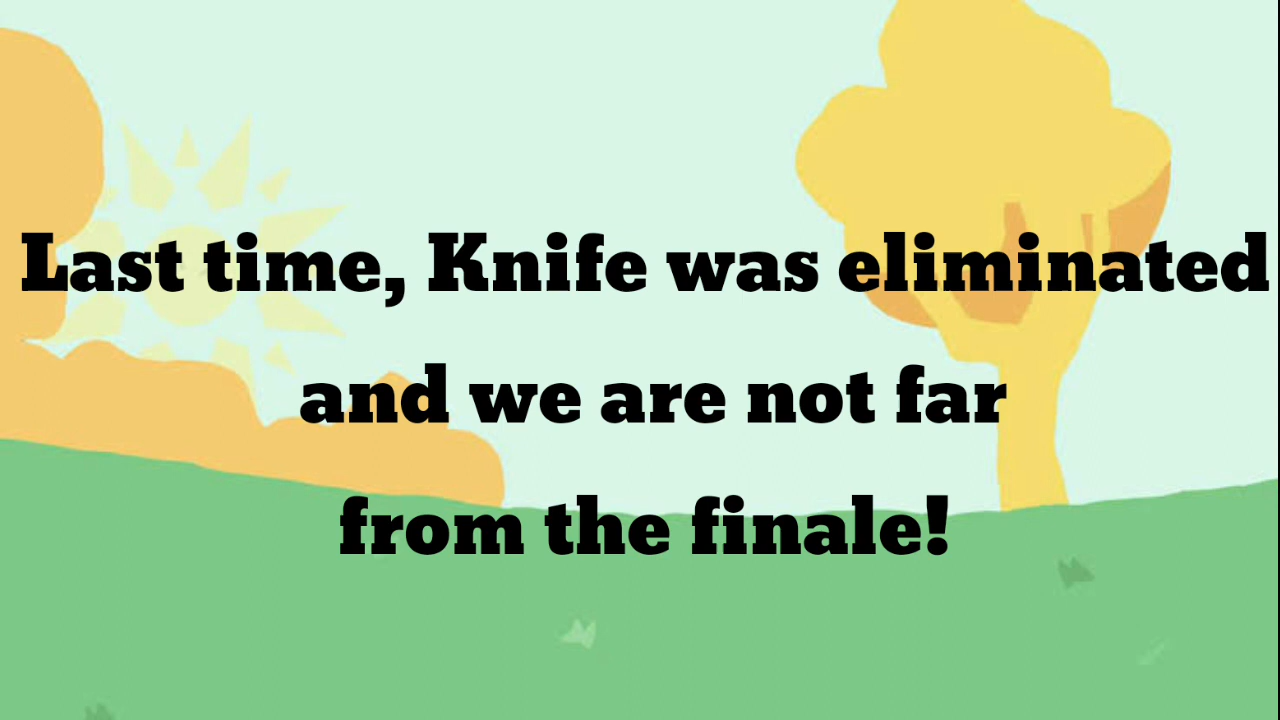 Last time, Knife was eliminated
and we are not far
from the finale!